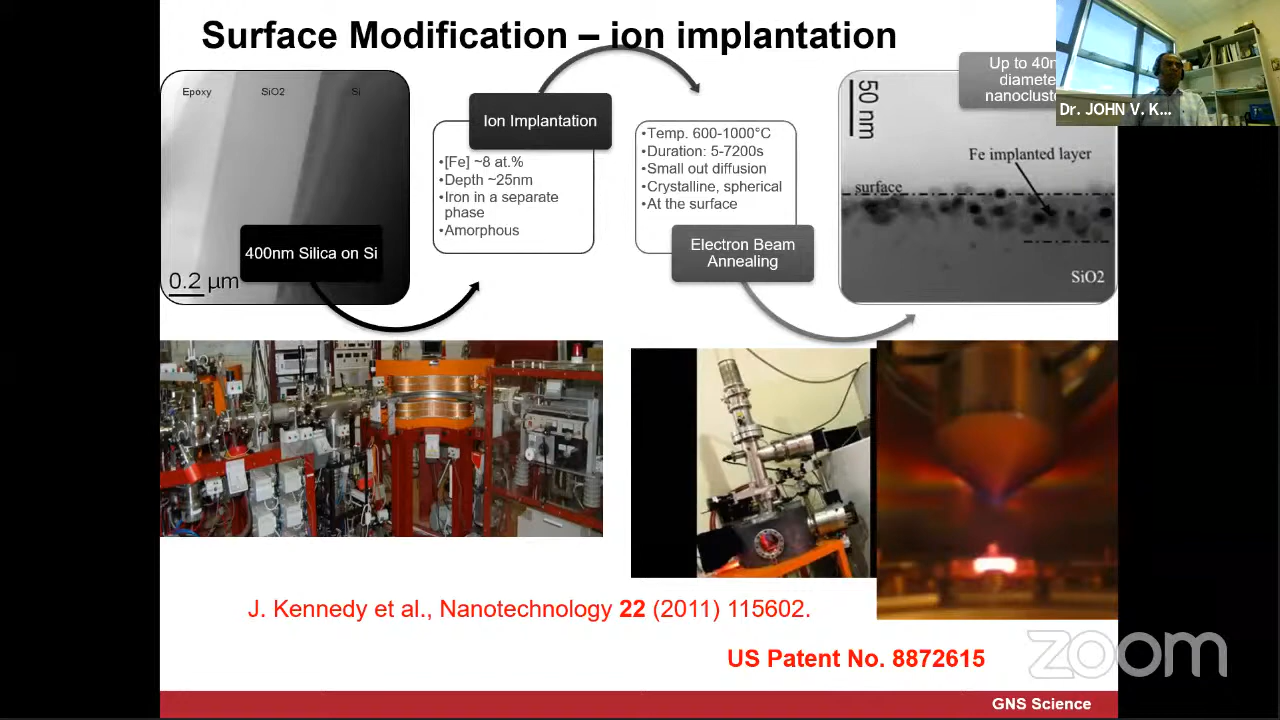 Surface Modification – ion implantation
Epoxy SiO2 Si
400nm Silica on Si
0.2 µm
Ion Implantation
•[Fe] ~8 at.%
•Depth ~25nm
•Iron in a separate
phase
•Amorphous
•Temp. 600-1000°C
•Duration: 5-7200s
•Small out diffusion
•Crystalline, spherical
•At the surface
Electron Beam
Annealing
Up to 40
50 nm
Fe implanted layer
surface
SiO2
Dr. JOHN V. K...
J. Kennedy et al., Nanotechnology 22 (2011) 115602.
US Patent No. 8872615
zoom
GNS Science